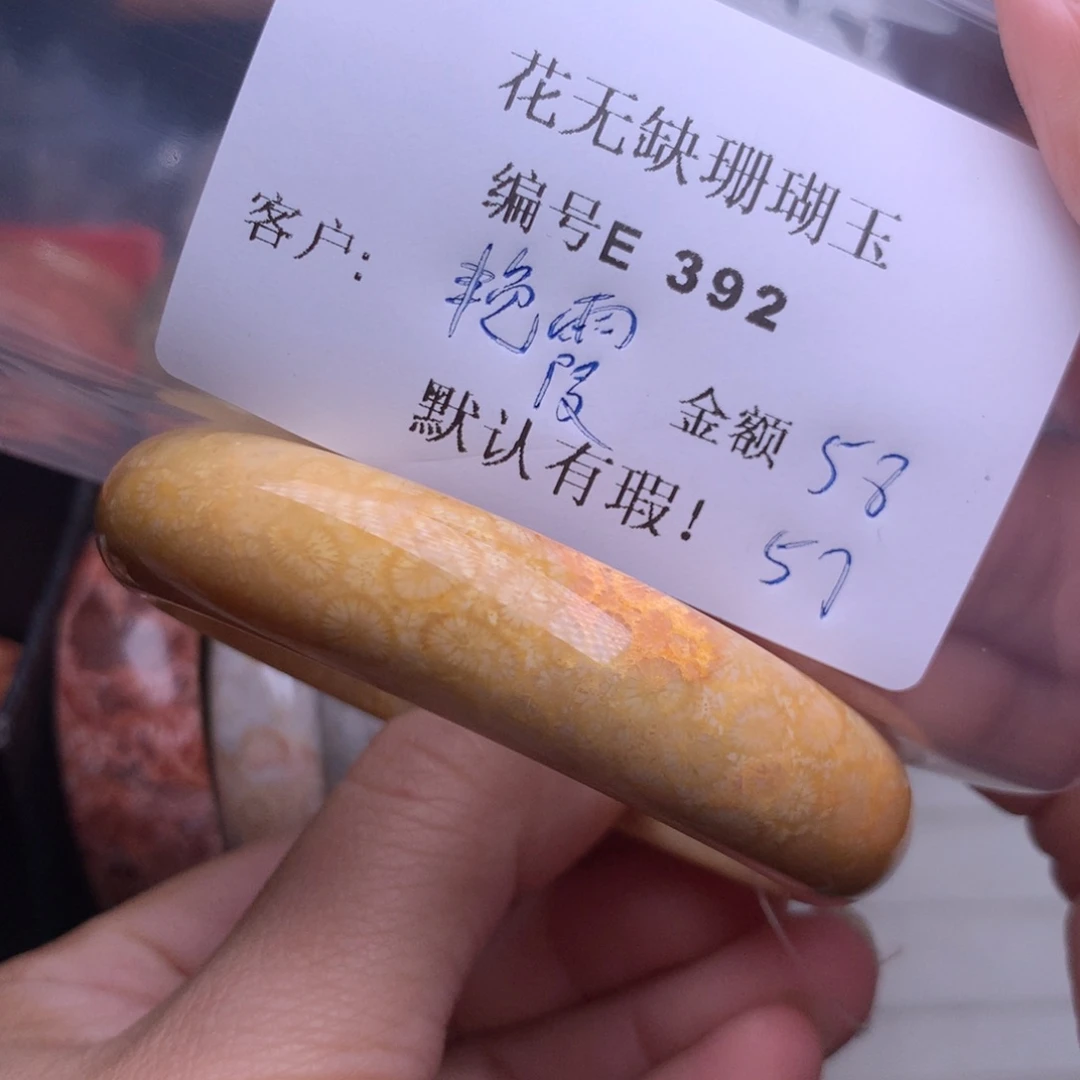 花无缺珊瑚玉
编号E 392
客户: 艳霞
金额 58
默认有瑕!
57